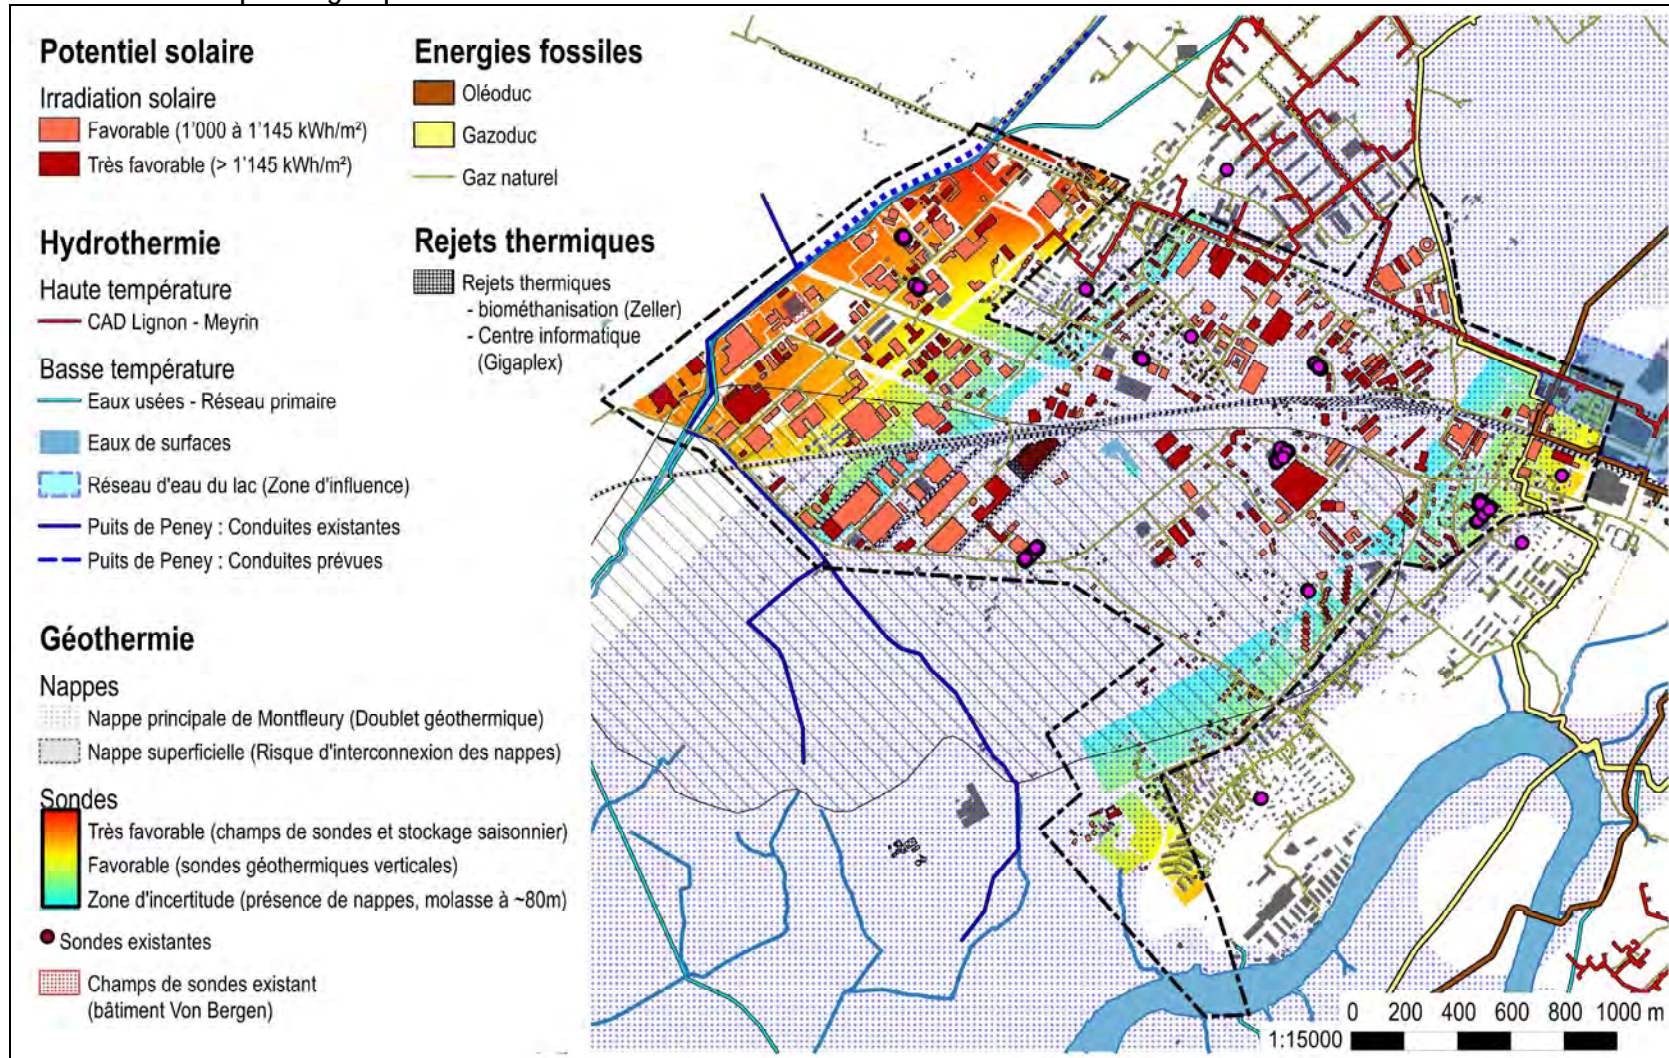 Potentiel solaire
Irradiation solaire
Favorable (1'000 à 1'145 kWh/m²)
Très favorable (> 1'145 kWh/m²)
Hydrothermie
Haute température
CAD Lignon - Meyrin
Basse température
Eaux usées - Réseau primaire
Eaux de surfaces
Réseau d'eau du lac (Zone d'influence)
Puits de Peney : Conduites existantes
Puits de Peney : Conduites prévues
Géothermie
Nappes
Nappe principale de Montfleury (Doublet géothermique)
Nappe superficielle (Risque d'interconnexion des nappes)
Sondes
Très favorable (champs de sondes et stockage saisonnier)
Favorable (sondes géothermiques verticales)
Zone d'incertitude (présence de nappes, molasse à ~80m)
Sondes existantes
Champs de sondes existant
(bâtiment Von Bergen)
Energies fossiles
Oléoduc
Gazoduc
Gaz naturel
Rejets thermiques
Rejets thermiques
- biométhanisation (Zeller)
- Centre informatique
(Gigaplex)
0 200 400 600 800 1000 m
1:15000